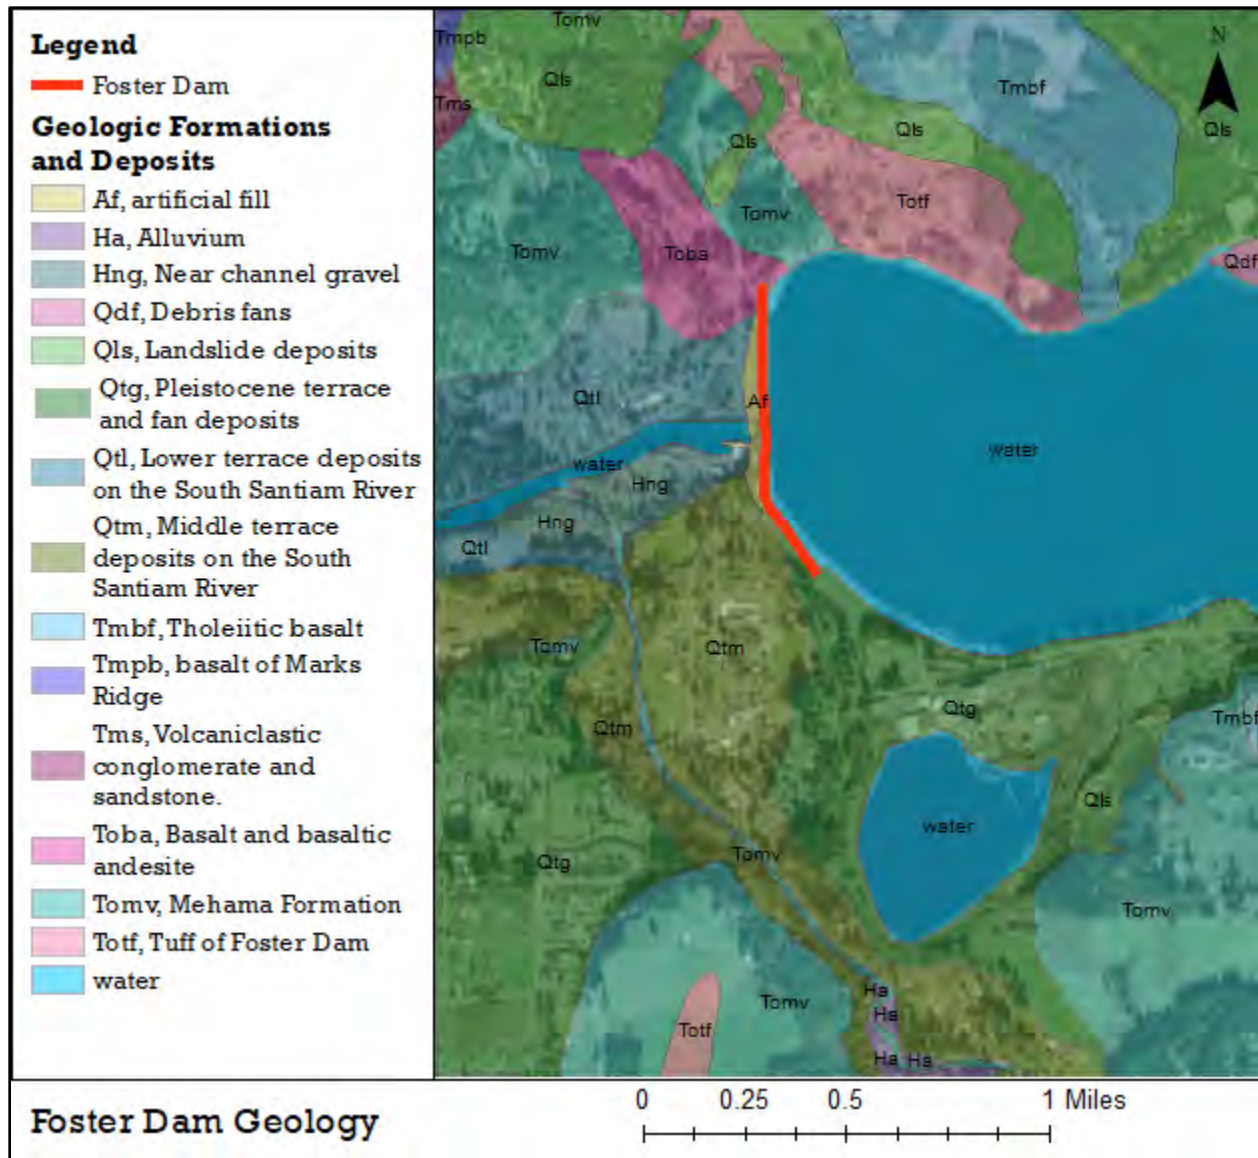 Legend
Foster Dam
Geologic Formations
and Deposits
Af, artificial fill
Ha, Alluvium
Hng, Near channel gravel
Qdf, Debris fans
Qls, Landslide deposits
Qtg, Pleistocene terrace
and fan deposits
Qtl, Lower terrace deposits
on the South Santiam River
Qtm, Middle terrace
deposits on the South
Santiam River
Tmbf, Tholeiitic basalt
Tmpb, basalt of Marks
Ridge
Tms, Volcaniclastic
conglomerate and
sandstone.
Toba, Basalt and basaltic
andesite
Tomv, Mehama Formation
Totf, Tuff of Foster Dam
water
Tomv
Tmpb
N
Qls
Tmbf
Tms
Qls
Qls
Qls
Totf
Tomv
Tomv
Toba
Qdf
Qtl
Af
water
water
Hng
Hng
Qtl
Tomv
Qtm
Qtg
Tmbf
Qtm
Qls
water
Tomv
Qtg
Tomv
Ha
Tomv
Ha
Totf
Ha
Ha
Foster Dam Geology
0 0.25 0.5 1 Miles